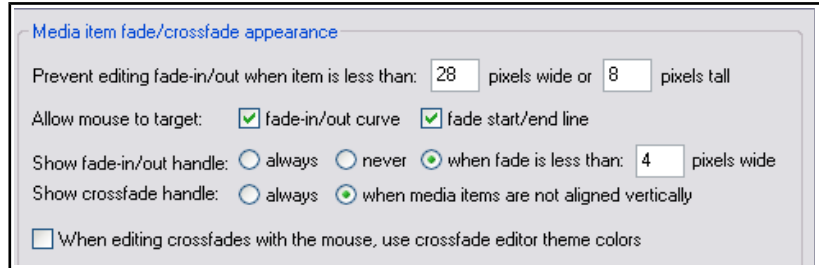 Media item fade/crossfade appearance
Prevent editing fade-in/out when item is less than: 28 pixels wide or 8 pixels tall
Allow mouse to target: fade-in/out curve fade start/end line
Show fade-in/out handle: always never when fade is less than: 4 pixels wide
Show crossfade handle: always when media items are not aligned vertically
When editing crossfades with the mouse, use crossfade editor theme colors